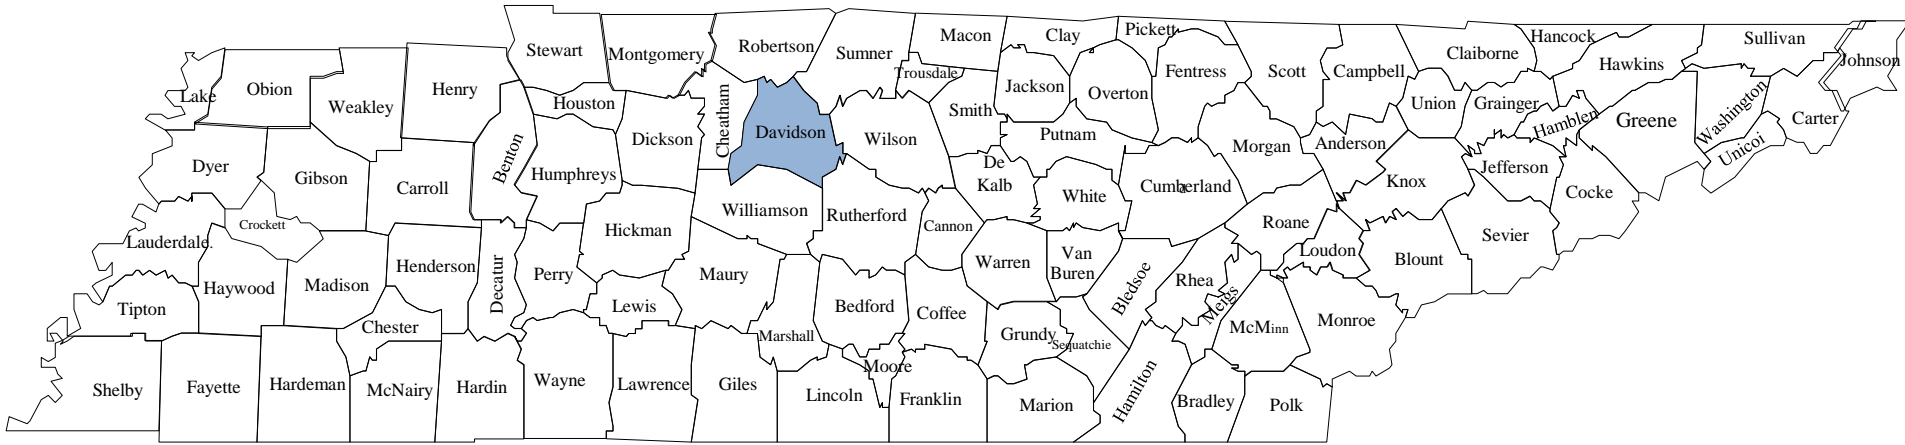 Lake
Obion
Weakley
Henry
Stewart
Montgomery
Robertson
Sumner
Macon
Clay
Pickett
Fentress
Scott
Campbell
Claiborne
Hancock
Hawkins
Sullivan
Johnson
Trousdale
Houston
Cheatham
Smith
Jackson
Overton
Union
Grainger
Hamblen
Greene
Washington
Carter
Unicoi
Dyer
Gibson
Carroll
Benton
Humphreys
Dickson
Davidson
Wilson
De
Kalb
Putnam
White
Cumberland
d
Morgan
Anderson
Knox
Jefferson
Cocke
Crockett
Lauderdale.
Haywood
Madison
Henderson
Decatur
Perry
Hickman
Williamson
Rutherford
Cannon
Warren
Van
Buren
Bledsoe
Rhea
Meigs
Roane
Loudon
Blount
Sevier
Tipton
Chester
Lewis
Maury
Marshall
Bedford
Coffee
Grundy
Sequatchie
McMinn
Monroe
Shelby
Fayette
Hardeman
McNairy
Hardin
Wayne
Lawrence
Giles
Lincoln
Moore
Franklin
Marion
Hamilton
Bradley
Polk